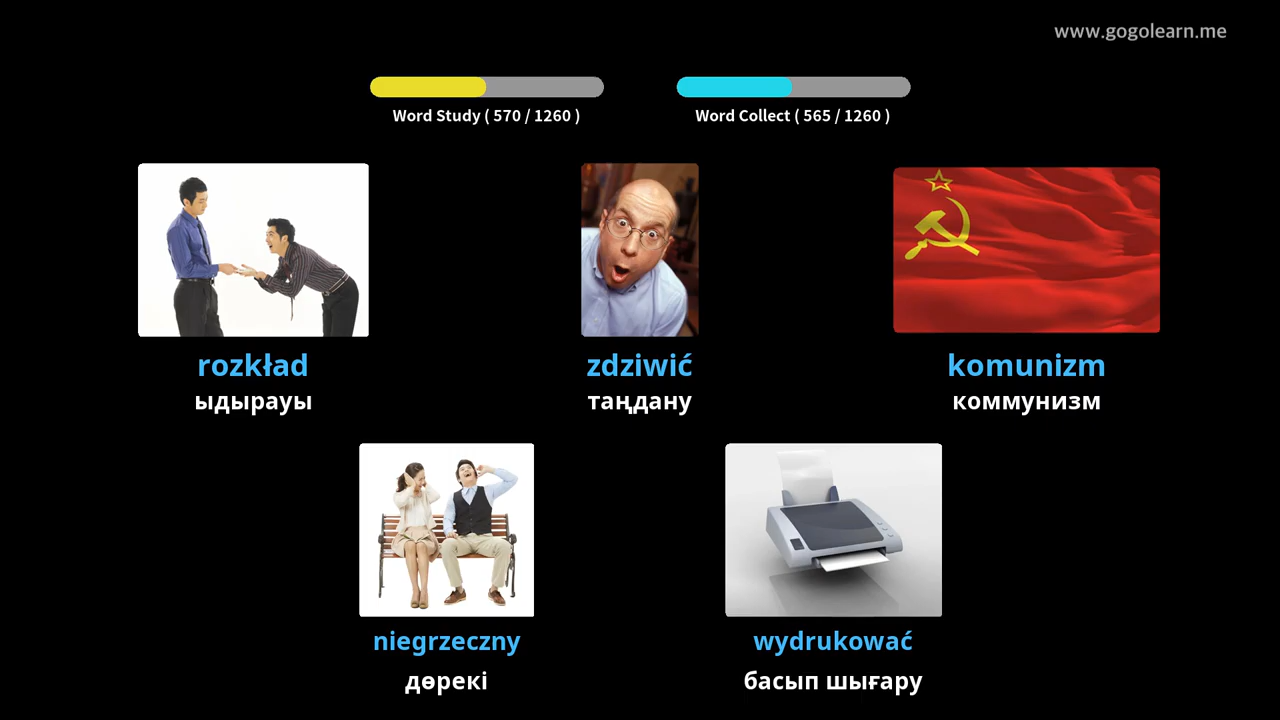 www.gogolearn.me
Word Study ( 570 / 1260 )
Word Collect ( 565 / 1260 )
rozkład
ыдырауы
zdziwić
таңдану
komunizm
коммунизм
niegrzeczny
дөрекі
wydrukować
басып шығару